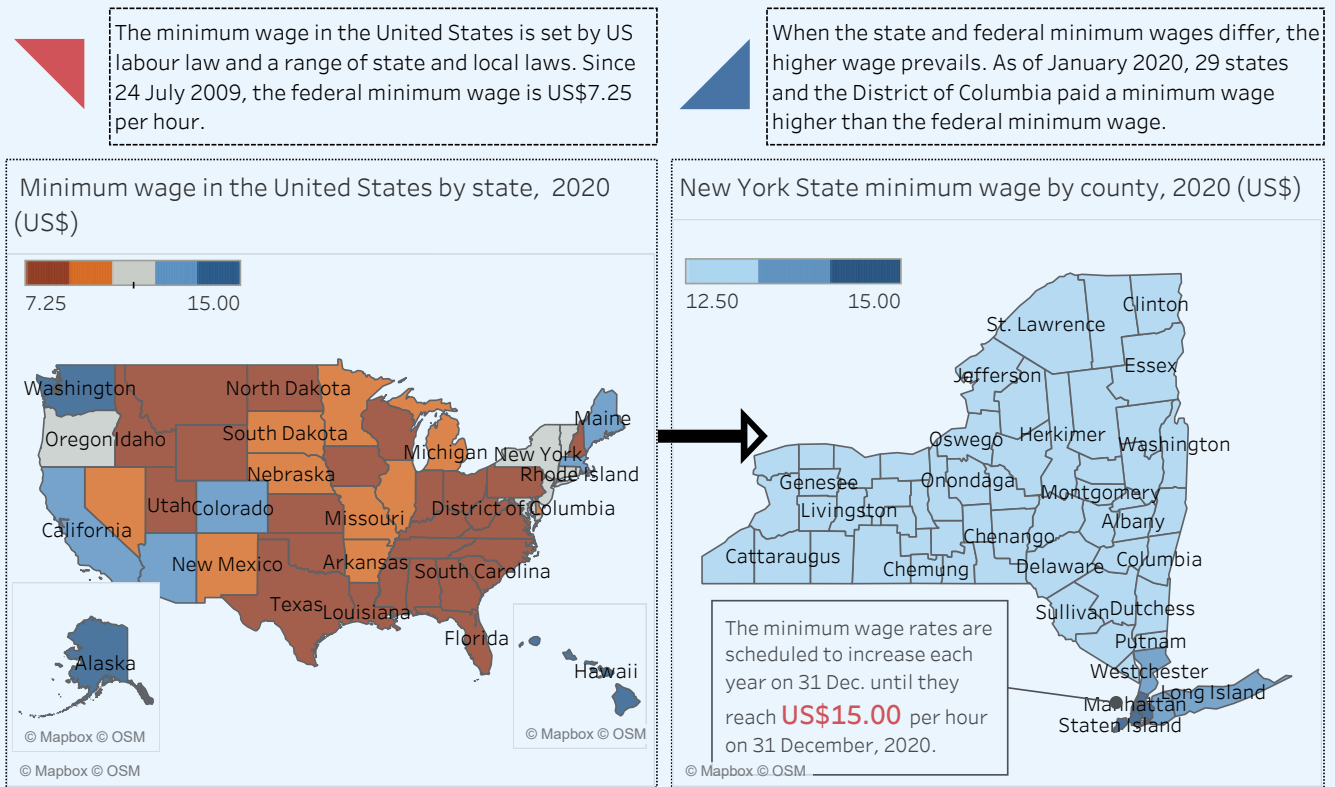 The minimum wage in the United States is set by US
labour law and a range of state and local laws. Since
24 July 2009, the federal minimum wage is US$7.25
per hour.
When the state and federal minimum wages differ, the
higher wage prevails. As of January 2020, 29 states
and the District of Columbia paid a minimum wage
higher than the federal minimum wage.
Minimum wage in the United States by state, 2020
(US$)
7.25 15.00
Washington
North Dakota
Maine
Oregon
Idaho
South Dakota
Michigan
New York
Nebraska
Rhode Island
Utah
Colorado
District of Columbia
California
Missouri
New Mexico
Arkansas
South Carolina
Texas
Louisiana
Florida
Alaska
Hawaii
© Mapbox © OSM
© Mapbox © OSM
© Mapbox © OSM
New York State minimum wage by county, 2020 (US$)
12.50 15.00
Clinton
St. Lawrence
Essex
Jefferson
Oswego
Herkimer
Washington
Genesee
Onondaga
Montgomery
Livingston
Albany
Chenango
Cattaraugus
Columbia
Chemung
Delaware
Sullivan
Dutchess
Putnam
Westchester
Long Island
Manhattan
Staten Island
The minimum wage rates are
scheduled to increase each
year on 31 Dec. until they
reach US$15.00 per hour
on 31 December, 2020.
© Mapbox © OSM